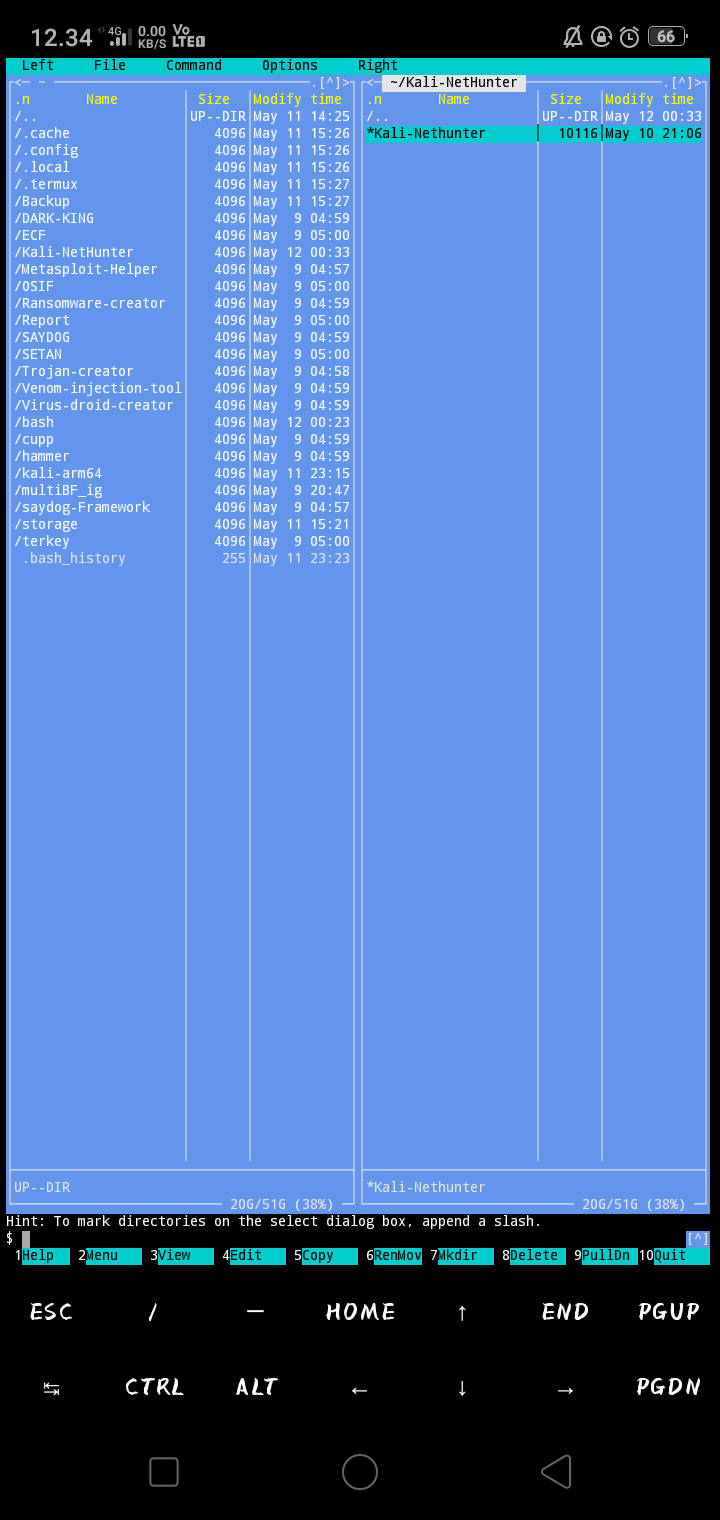 12.34 4G 0.00 KB/S Vo LTE1 66
Left File Command Options Right
<─ ~ .[^]> <─ ~/Kali-NetHunter .[^]>
.n Name Size Modify time .n Name Size Modify time
/.. UP--DIR May 11 14:25 /.. UP--DIR May 12 00:33
/.cache 4096 May 11 15:26 *Kali-Nethunter 10116 May 10 21:06
/.config 4096 May 11 15:26
/.local 4096 May 11 15:26
/.termux 4096 May 11 15:27
/Backup 4096 May 11 15:27
/DARK-KING 4096 May 9 04:59
/ECF 4096 May 9 05:00
/Kali-NetHunter 4096 May 12 00:33
/Metasploit-Helper 4096 May 9 04:57
/OSIF 4096 May 9 05:00
/Ransomware-creator 4096 May 9 04:59
/Report 4096 May 9 05:00
/SAYDOG 4096 May 9 04:59
/SETAN 4096 May 9 05:00
/Trojan-creator 4096 May 9 04:58
/Venom-injection-tool 4096 May 9 04:59
/Virus-droid-creator 4096 May 9 04:59
/bash 4096 May 12 00:23
/cupp 4096 May 9 04:59
/hammer 4096 May 9 04:59
/kali-arm64 4096 May 11 23:15
/multiBF_ig 4096 May 9 20:47
/saydog-Framework 4096 May 9 04:57
/storage 4096 May 11 15:21
/terkey 4096 May 9 05:00
.bash_history 255 May 11 23:23
UP--DIR *Kali-Nethunter
20G/51G (38%) 20G/51G (38%)
Hint: To mark directories on the select dialog box, append a slash.
$ [^]
1Help 2Menu 3View 4Edit 5Copy 6RenMov 7Mkdir 8Delete 9PullDn 10Quit
ESC / — HOME ↑ END PGUP
↹ CTRL ALT ← ↓ → PGDN